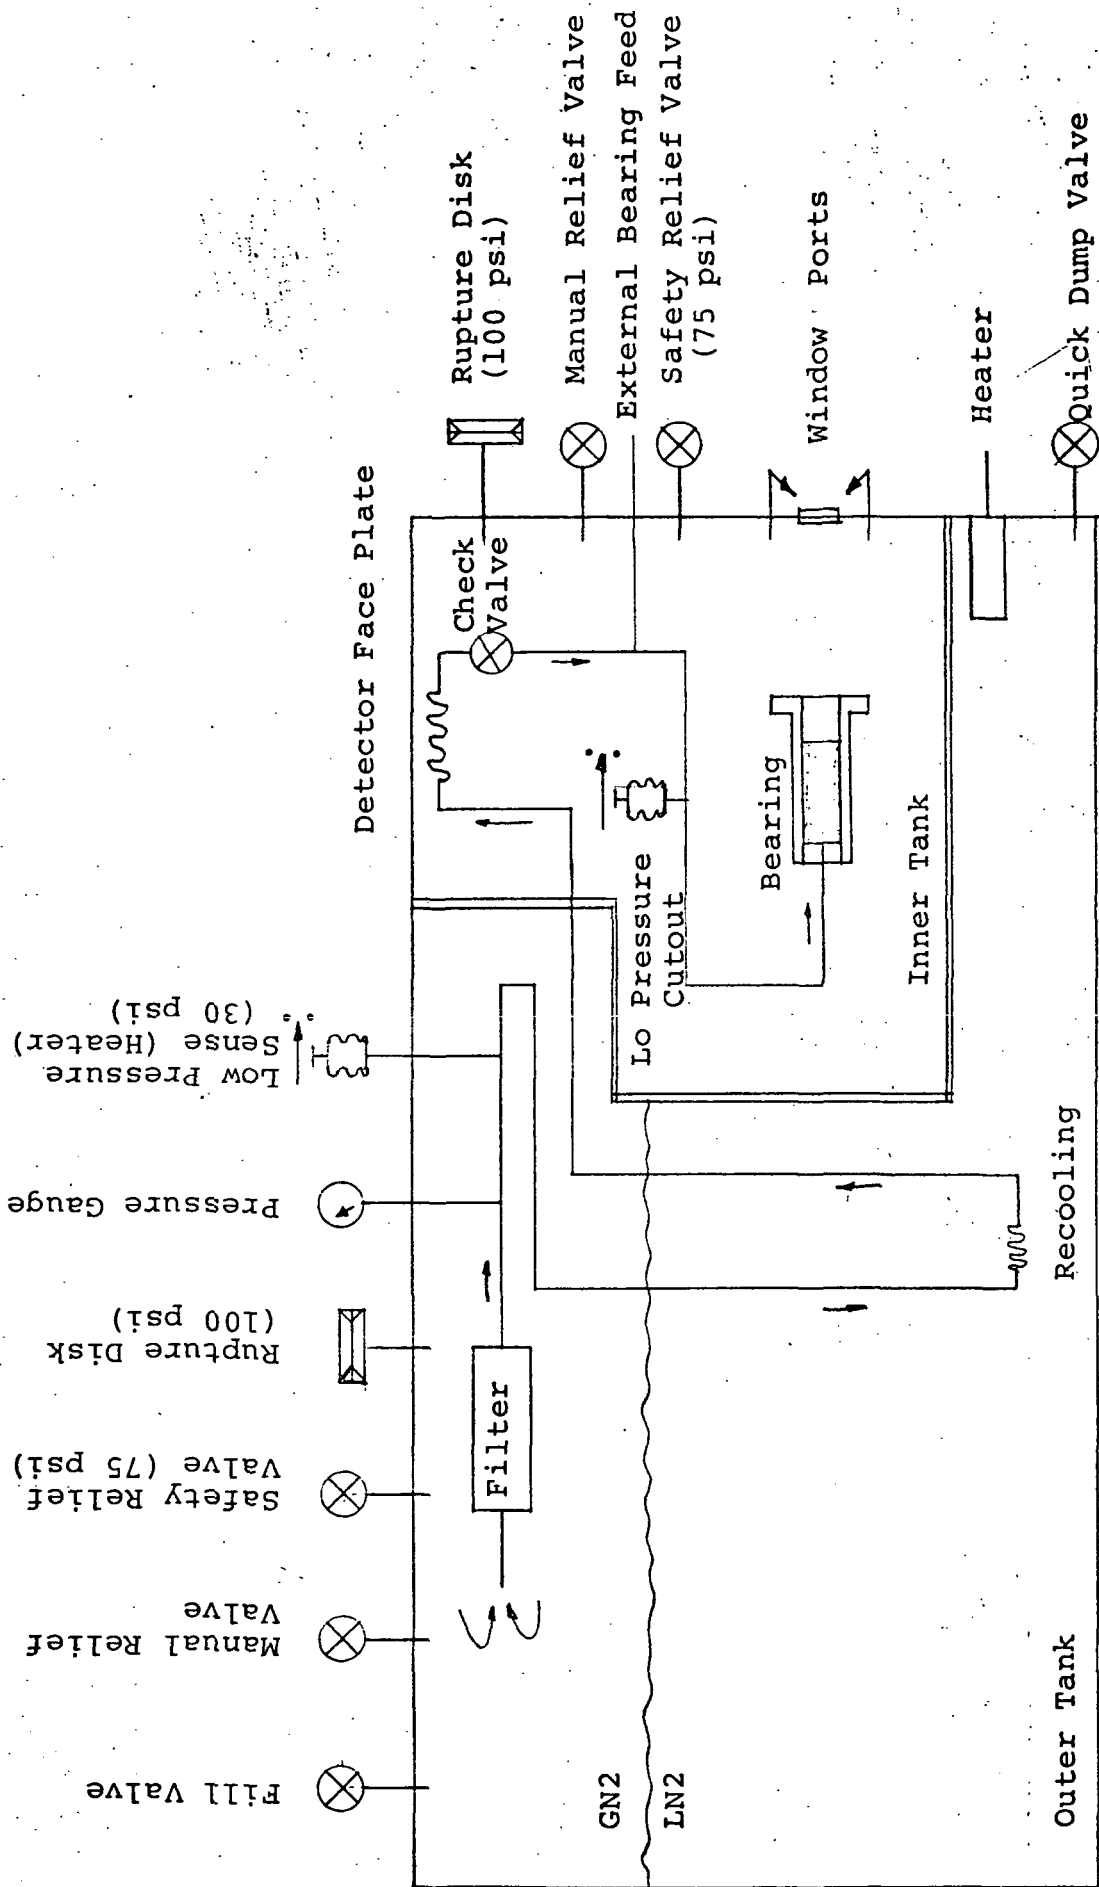 Fill Valve
Manual Relief
Valve
Safety Relief
Valve (75 psi)
Rupture Disk
(100 psi)
Pressure Gauge
Low Pressure
Sense (Heater)
(30 psi)
Detector Face Plate
Rupture Disk
(100 psi)
Manual Relief Valve
External Bearing Feed
Safety Relief Valve
(75 psi)
Window Ports
Heater
Quick Dump Valve
Check
Valve
Filter
Lo Pressure
Cutout
Bearing
Inner Tank
GN2
LN2
Recooling
Outer Tank